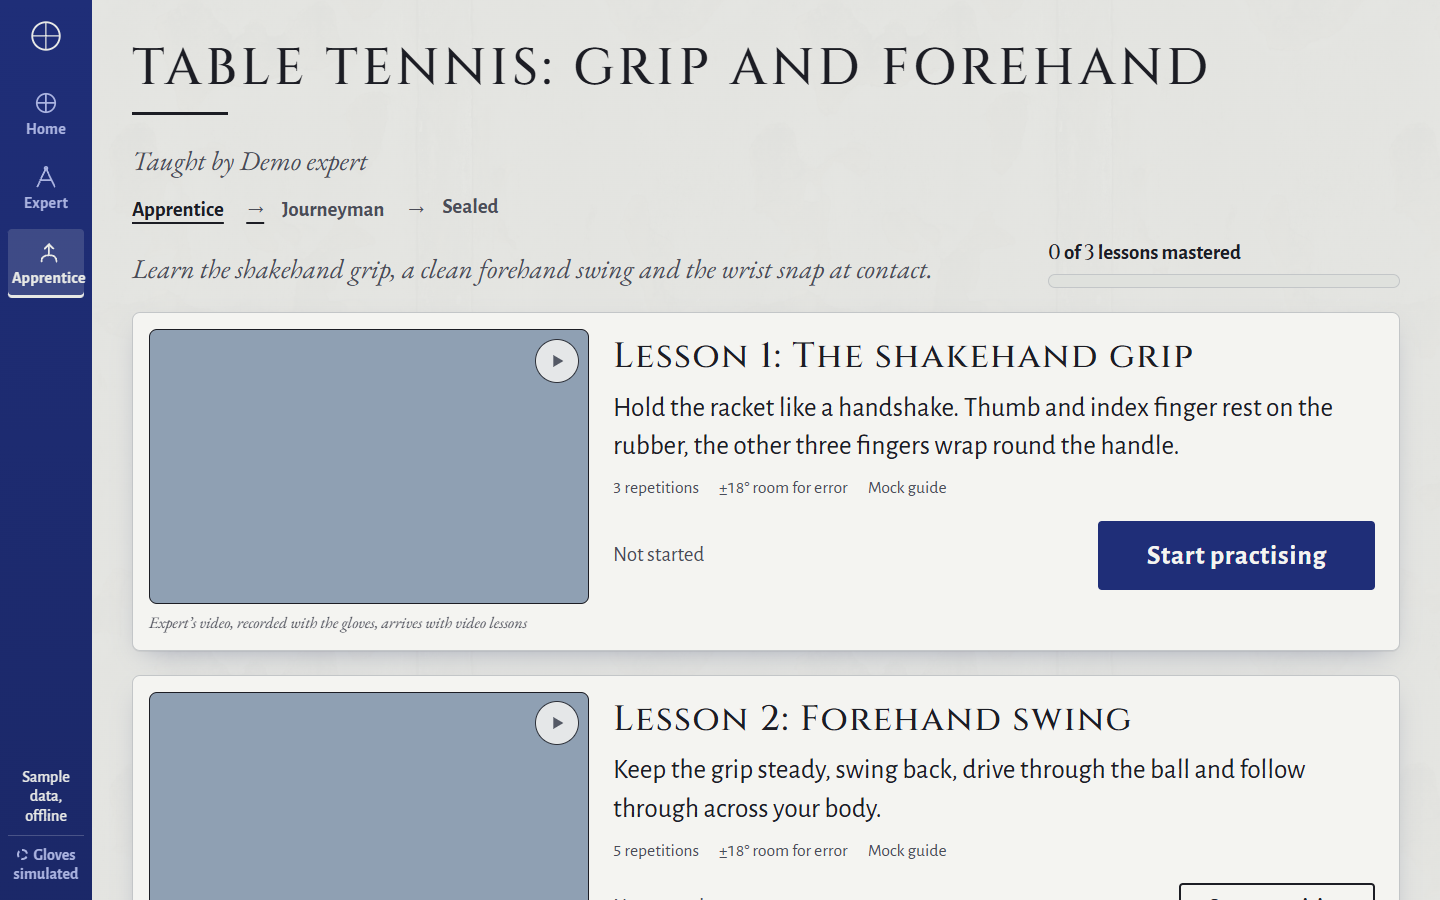 Home
Expert
Apprentice
Sample
data,
offline
Gloves
simulated
TABLE TENNIS: GRIP AND FOREHAND
Taught by Demo expert
Apprentice → Journeyman → Sealed
Learn the shakehand grip, a clean forehand swing and the wrist snap at contact.
0 of 3 lessons mastered
LESSON 1: THE SHAKEHAND GRIP
Hold the racket like a handshake. Thumb and index finger rest on the
rubber, the other three fingers wrap round the handle.
3 repetitions ±18° room for error Mock guide
Not started
Start practising
Expert's video, recorded with the gloves, arrives with video lessons
LESSON 2: FOREHAND SWING
Keep the grip steady, swing back, drive through the ball and follow
through across your body.
5 repetitions ±18° room for error Mock guide